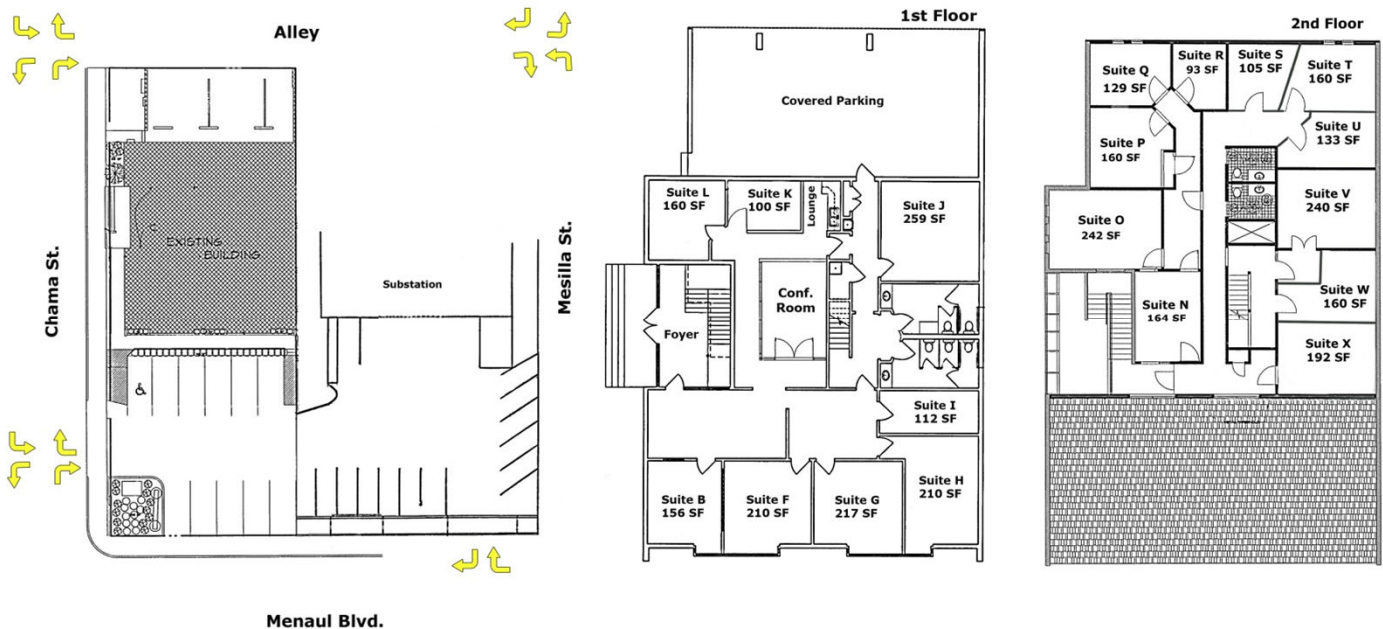 Alley
Chama St.
EXISTING
BUILDING
Substation
Mesilla St.
Menaul Blvd.
1st Floor
Covered Parking
Suite L
160 SF
Suite K
100 SF
Lounge
Suite J
259 SF
Foyer
Conf.
Room
Suite I
112 SF
Suite B
156 SF
Suite F
210 SF
Suite G
217 SF
Suite H
210 SF
2nd Floor
Suite Q
129 SF
Suite R
93 SF
Suite S
105 SF
Suite T
160 SF
Suite P
160 SF
Suite U
133 SF
Suite O
242 SF
Suite V
240 SF
Suite N
164 SF
Suite W
160 SF
Suite X
192 SF